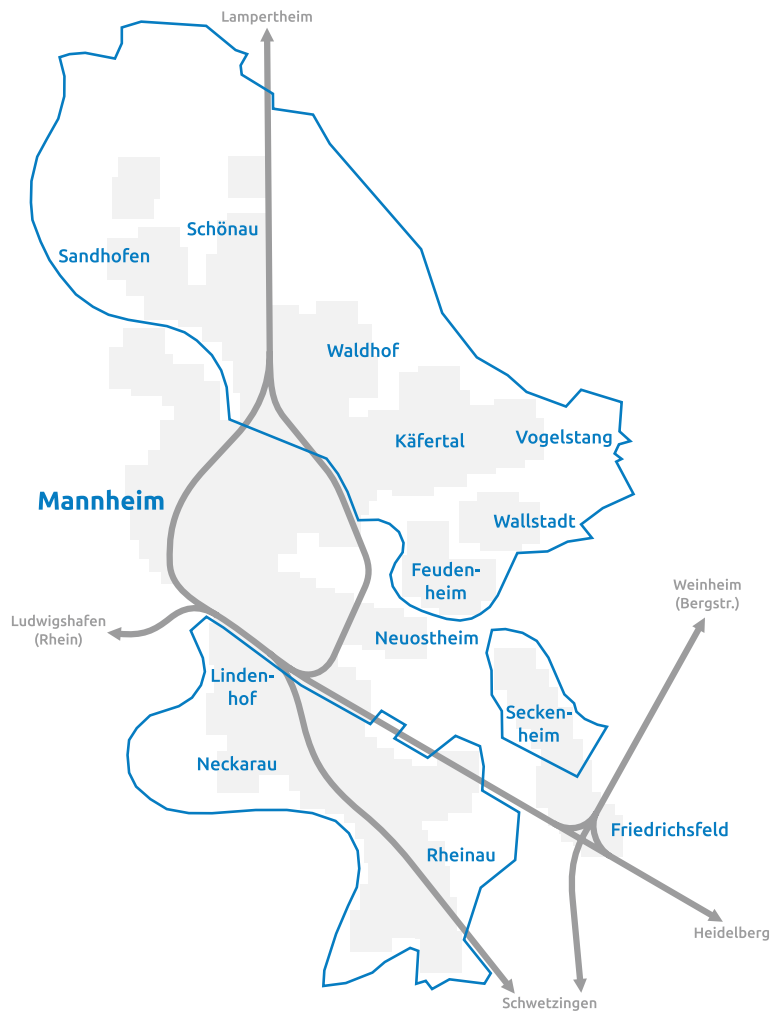 Lampertheim
Schönau
Sandhofen
Waldhof
Käfertal
Vogelstang
Mannheim
Wallstadt
Feuden-
heim
Weinheim
(Bergstr.)
Ludwigshafen
(Rhein)
Neuostheim
Linden-
hof
Secken-
heim
Neckarau
Friedrichsfeld
Rheinau
Heidelberg
Schwetzingen